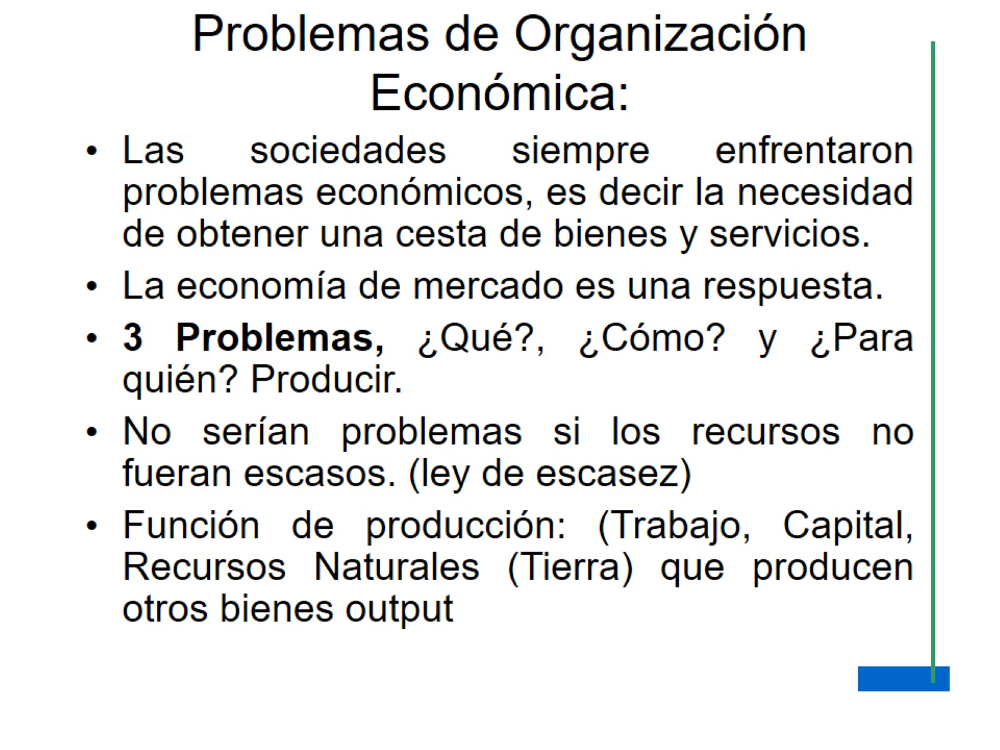 Problemas de Organización
Económica:
• Las sociedades siempre enfrentaron
problemas económicos, es decir la necesidad
de obtener una cesta de bienes y servicios.
• La economía de mercado es una respuesta.
• 3 Problemas, ¿Qué?, ¿Cómo? y ¿Para
quién? Producir.
• No serían problemas si los recursos no
fueran escasos. (ley de escasez)
• Función de producción: (Trabajo, Capital,
Recursos Naturales (Tierra) que producen
otros bienes output